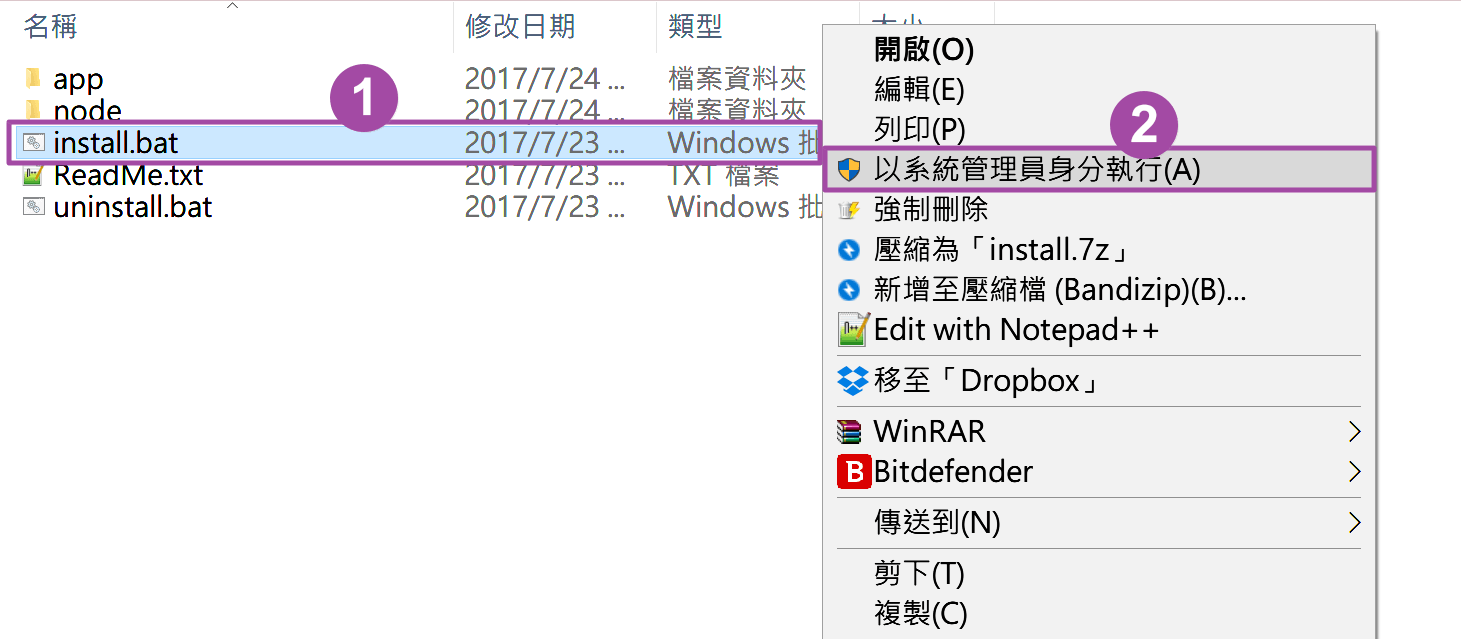 名稱 修改日期 類型 大小
app 2017/7/24 ... 檔案資料夾
node 2017/7/24 ... 檔案資料夾
1
install.bat 2017/7/23 ... Windows 批
ReadMe.txt 2017/7/23 ... TXT 檔案
uninstall.bat 2017/7/23 ... Windows 批
開啟(O)
編輯(E)
列印(P)
2
以系統管理員身分執行(A)
強制刪除
壓縮為「install.7z」
新增至壓縮檔 (Bandizip)(B)...
Edit with Notepad++
移至「Dropbox」
WinRAR
B Bitdefender
傳送到(N)
剪下(T)
複製(C)